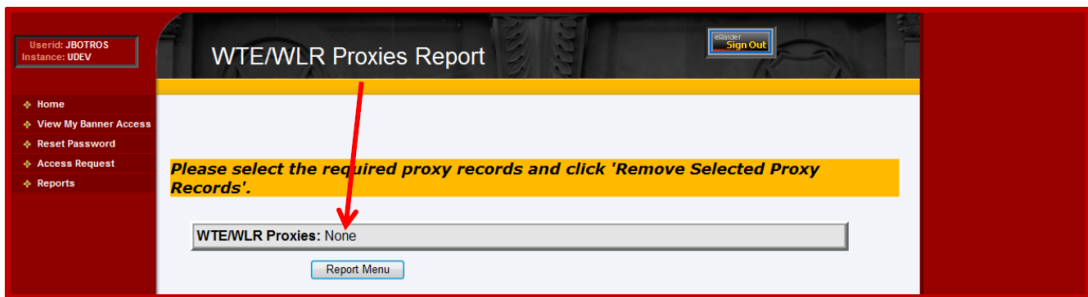 Userid: JBOTROS
Instance: UDEV
WTE/WLR Proxies Report
eRaider
Sign Out
Home
View My Banner Access
Reset Password
Access Request
Reports
Please select the required proxy records and click 'Remove Selected Proxy
Records'.
WTE/WLR Proxies: None
Report Menu